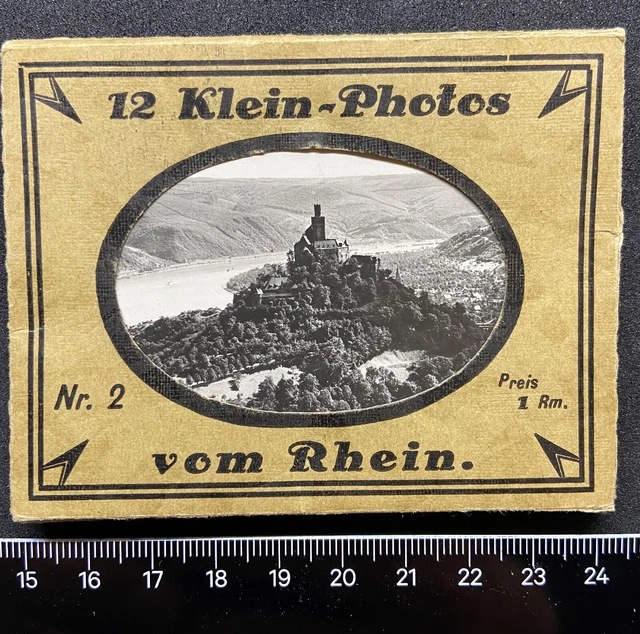 12 Klein-Photos
Nr. 2
Preis
1 Rm.
vom Rhein.
15 16 17 18 19 20 21 22 23 24